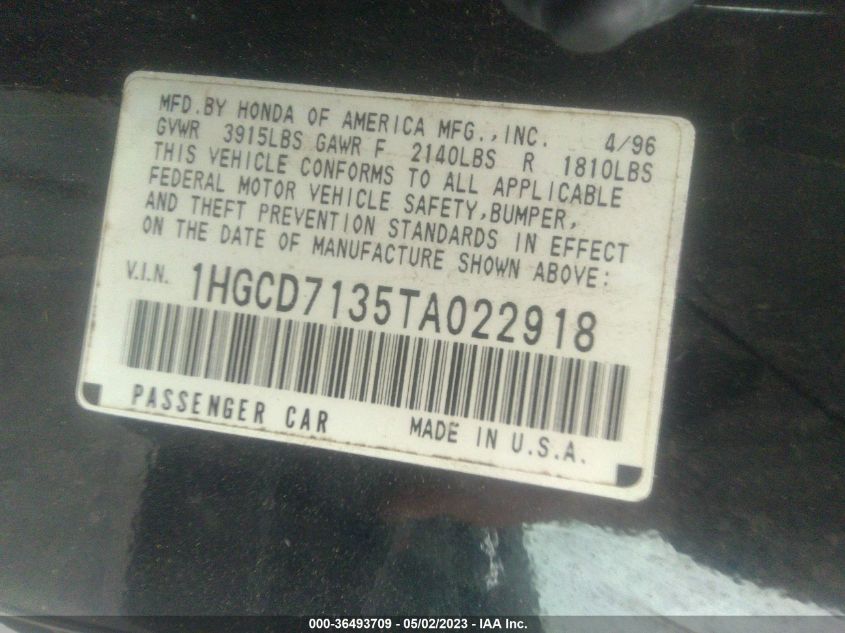 MFD.BY HONDA OF AMERICA MFG.,INC. 4/96
GVWR 3915LBS GAWR F 2140LBS R 1810LBS
THIS VEHICLE CONFORMS TO ALL APPLICABLE
FEDERAL MOTOR VEHICLE SAFETY,BUMPER,
AND THEFT PREVENTION STANDARDS IN EFFECT
ON THE DATE OF MANUFACTURE SHOWN ABOVE:
V.I.N. 1HGCD7135TA022918
PASSENGER CAR MADE IN U.S.A.
000-36493709 - 05/02/2023 - IAA Inc.